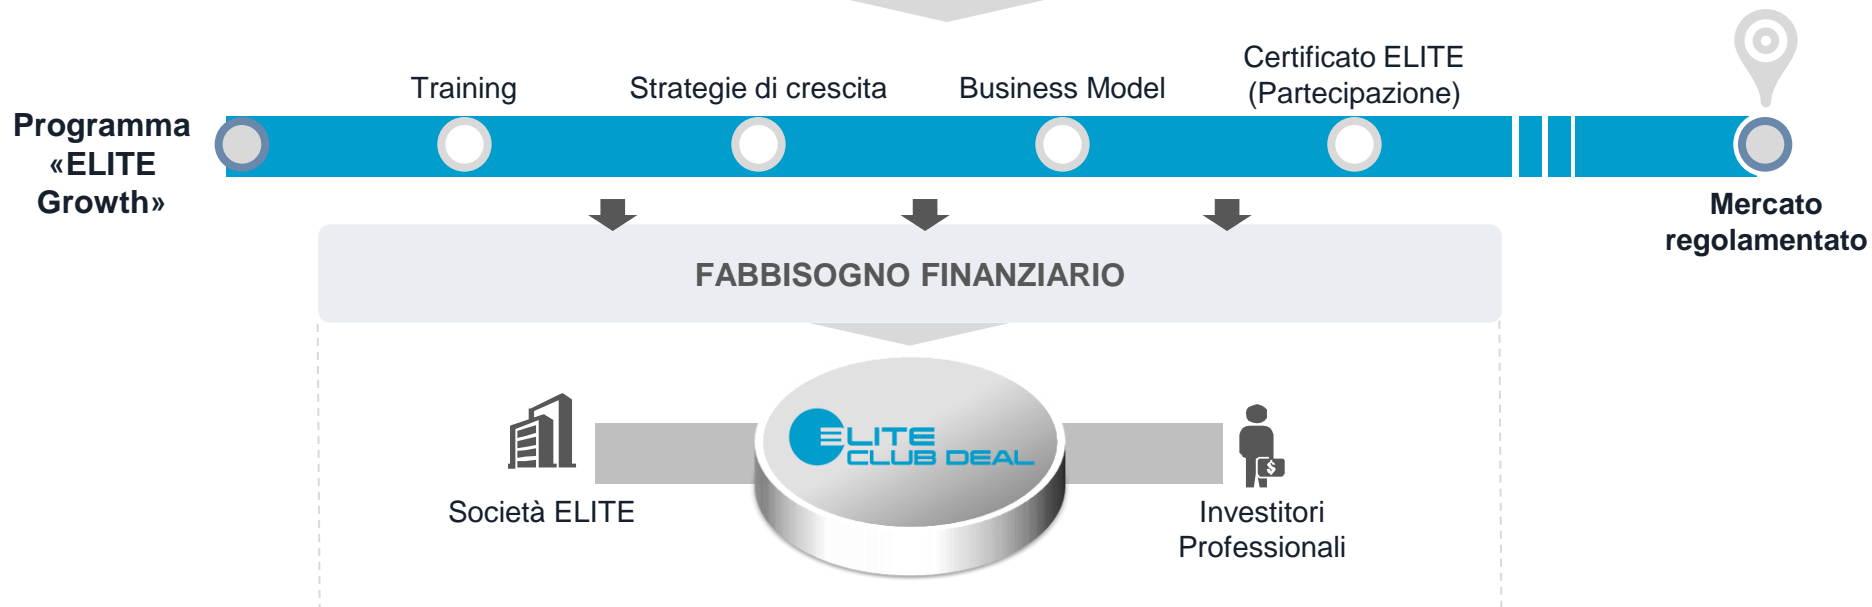 Programma
«ELITE
Growth»
Training
Strategie di crescita
Business Model
Certificato ELITE
(Partecipazione)
Mercato
regolamentato
FABBISOGNO FINANZIARIO
ELITE
CLUB DEAL
Società ELITE
Investitori
Professionali
$